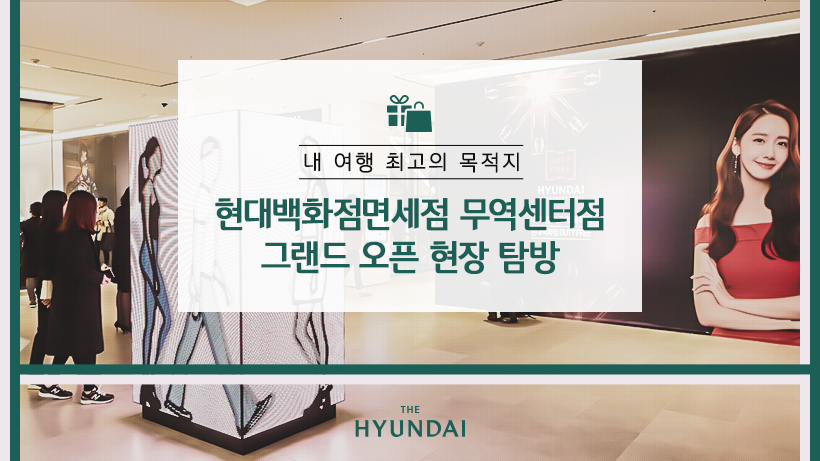 내 여행 최고의 목적지
현대백화점면세점 무역센터점
그랜드 오픈 현장 탐방
HYUNDAI
THE
HYUNDAI